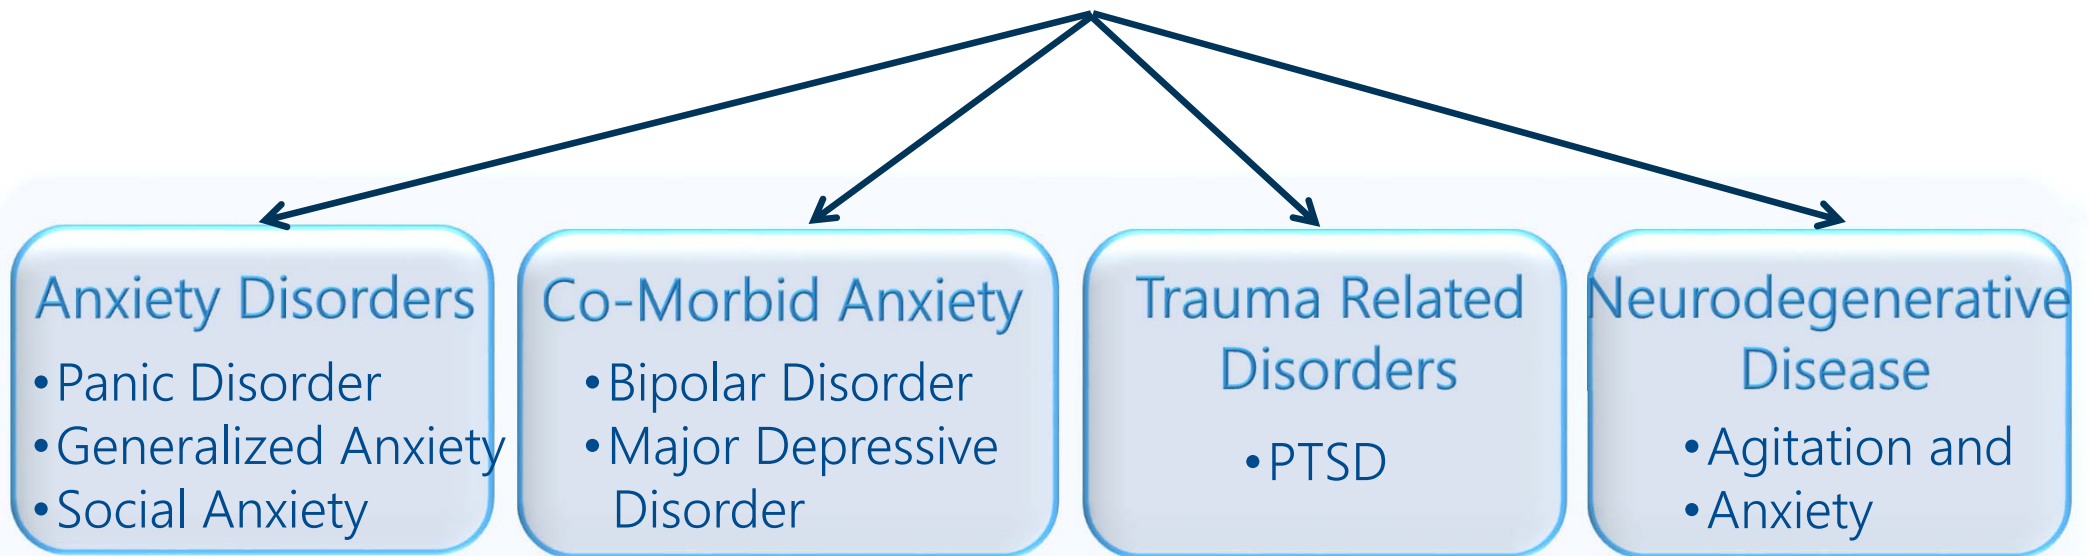 Anxiety Disorders
•Panic Disorder
•Generalized Anxiety
•Social Anxiety
Co-Morbid Anxiety
•Bipolar Disorder
•Major Depressive
Disorder
Trauma Related
Disorders
•PTSD
Neurodegenerative
Disease
•Agitation and
•Anxiety